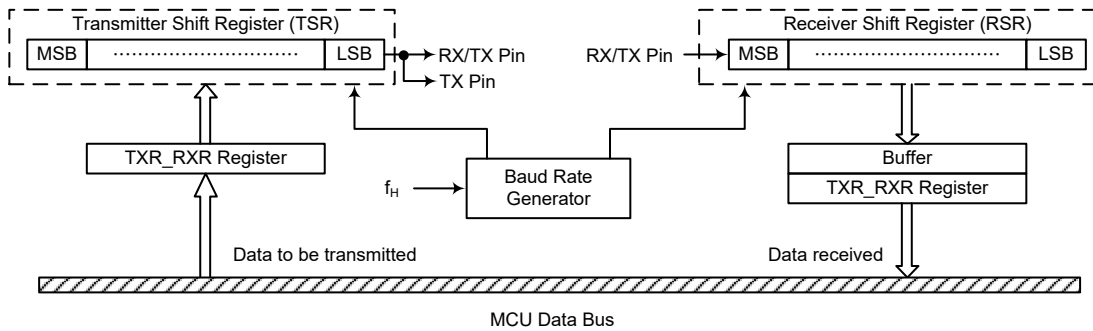 Transmitter Shift Register (TSR)
MSB ………………………… LSB
RX/TX Pin
TX Pin
Receiver Shift Register (RSR)
RX/TX Pin
MSB ………………………… LSB
TXR_RXR Register
fH
Baud Rate
Generator
Buffer
TXR_RXR Register
Data to be transmitted
Data received
MCU Data Bus